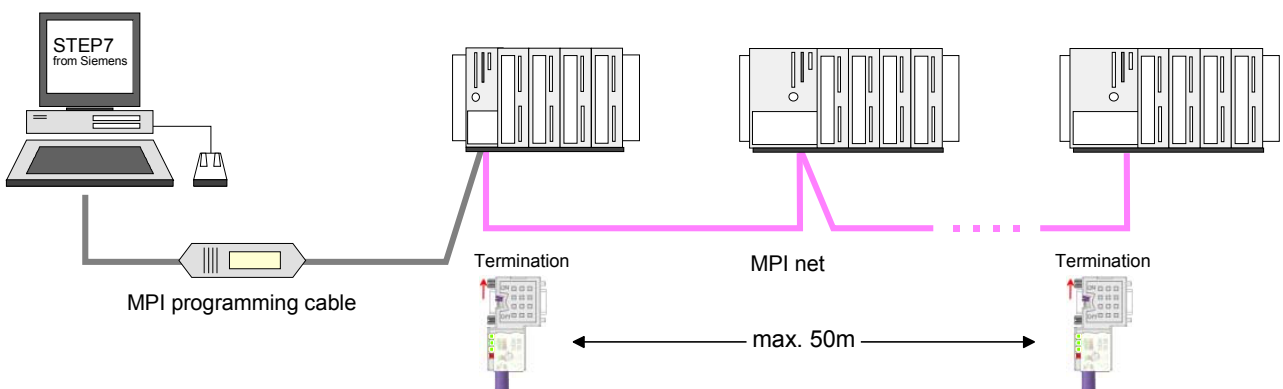 STEP7
from Siemens
Termination
MPI net
Termination
MPI programming cable
max. 50m